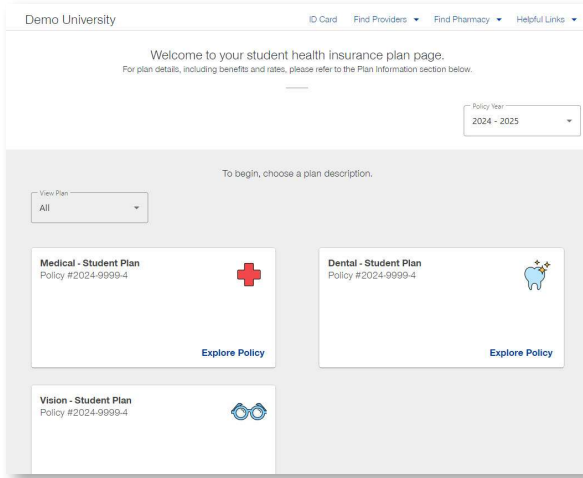 Demo University
ID Card Find Providers Find Pharmacy Helpful Links
Welcome to your student health insurance plan page.
For plan details, including benefits and rates, please refer to the Plan Information section below.
Policy Year
2024 - 2025
To begin, choose a plan description.
View Plan
All
Medical - Student Plan
Policy #2024-9999-4
Explore Policy
Dental - Student Plan
Policy #2024-9999-4
Explore Policy
Vision - Student Plan
Policy #2024-9999-4